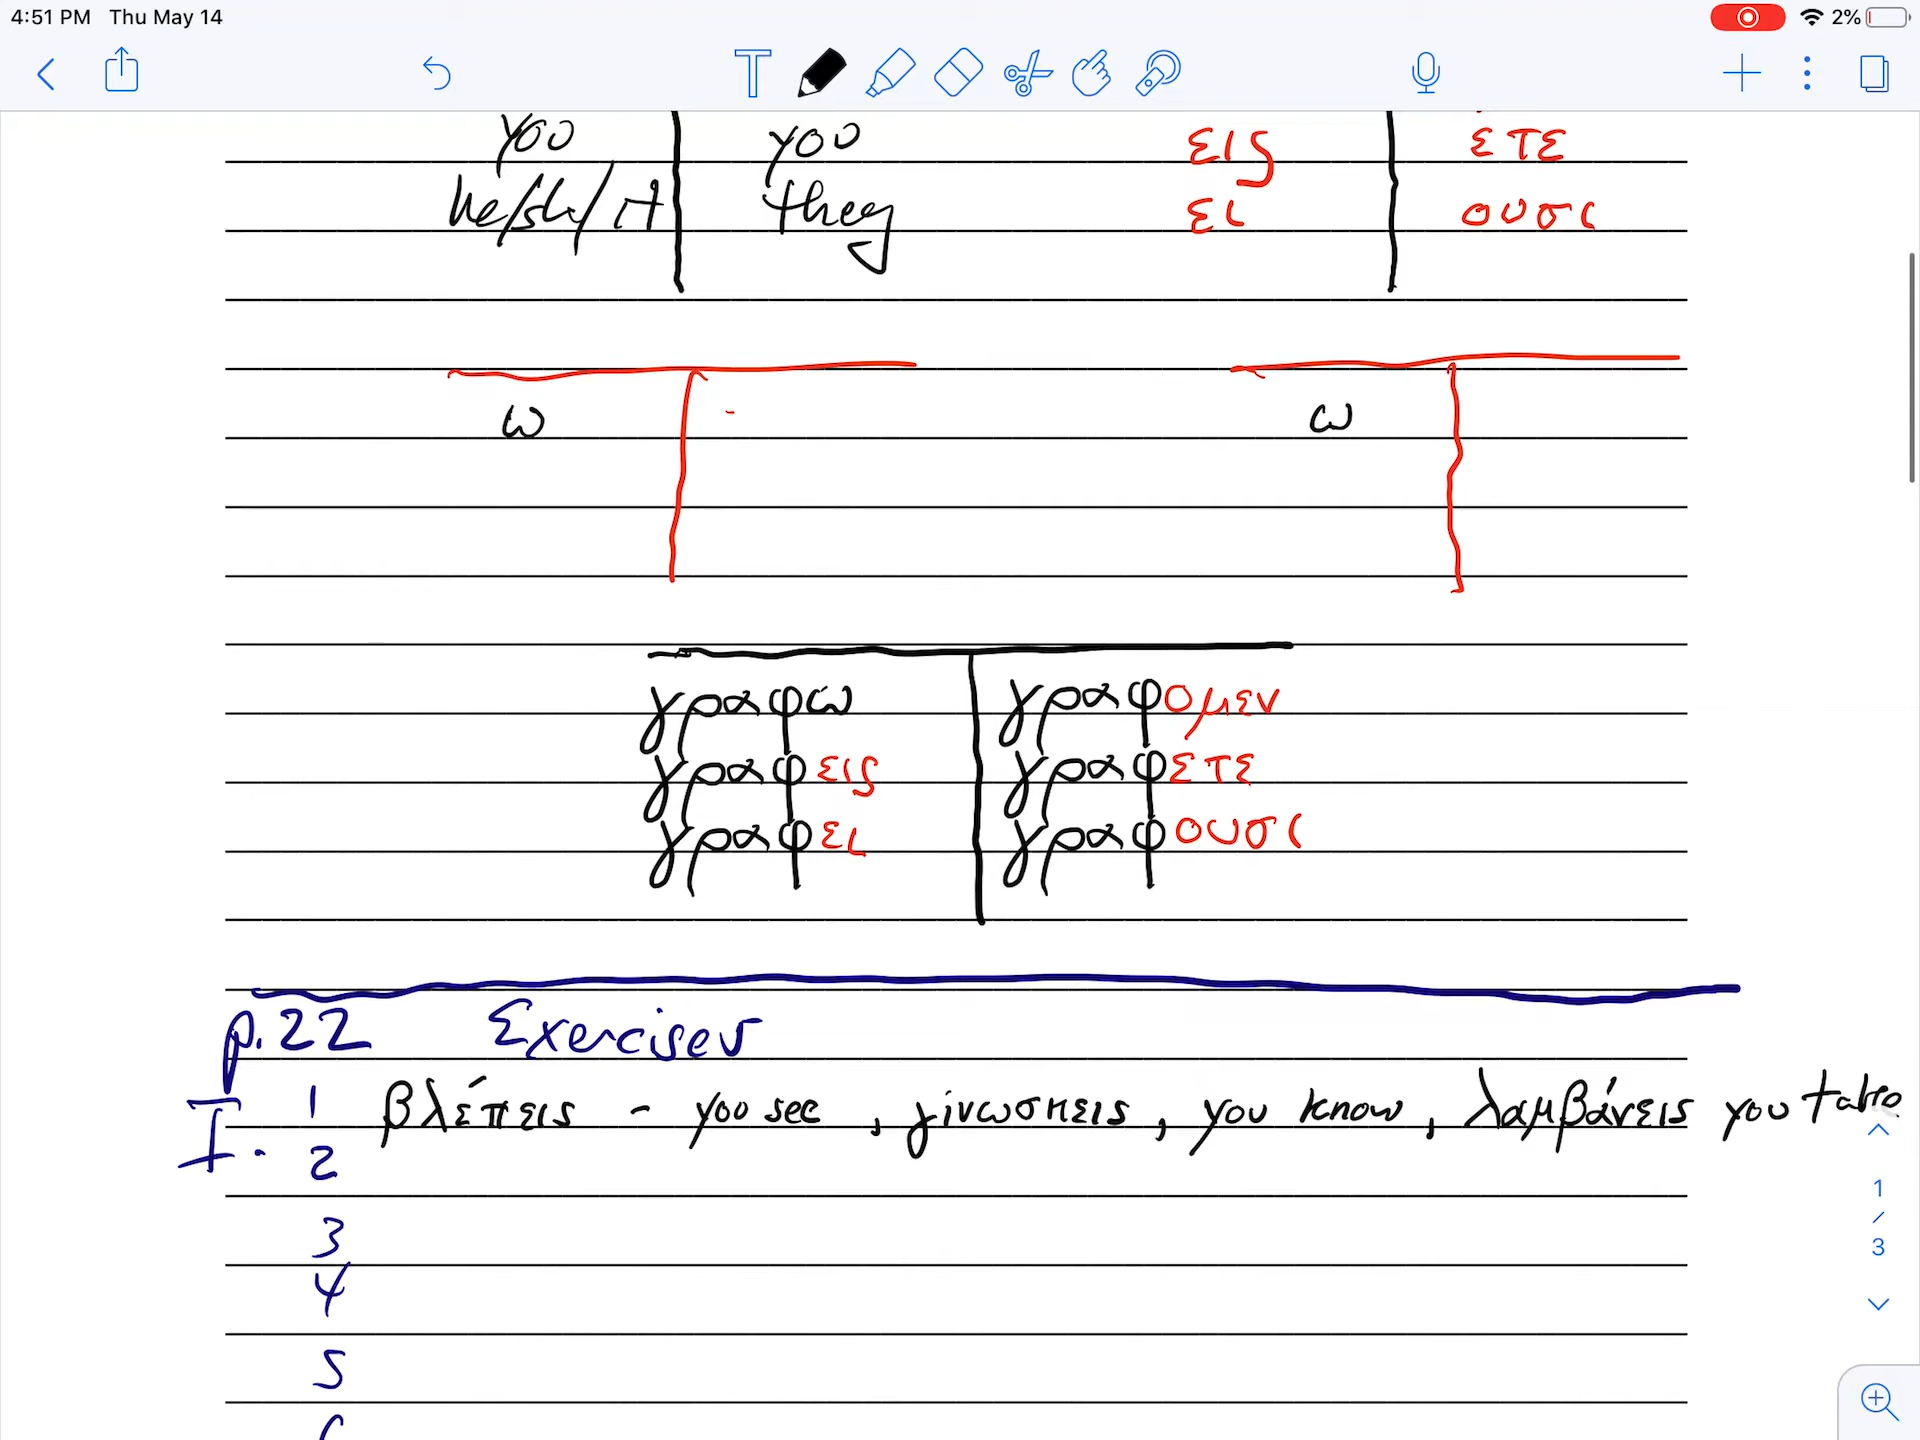 4:51 PM Thu May 14 2%
T
you you εις ετε
he/sh/it they ει ουσι
ω ω
γραφω γραφομεν
γραφεις γραφετε
γραφει γραφουσι
p.22 Exercises
I. 1 βλέπεις - you see , γίνωσκεις , you know , λαμβάνεις you take
2
1
/
3
3
4
5